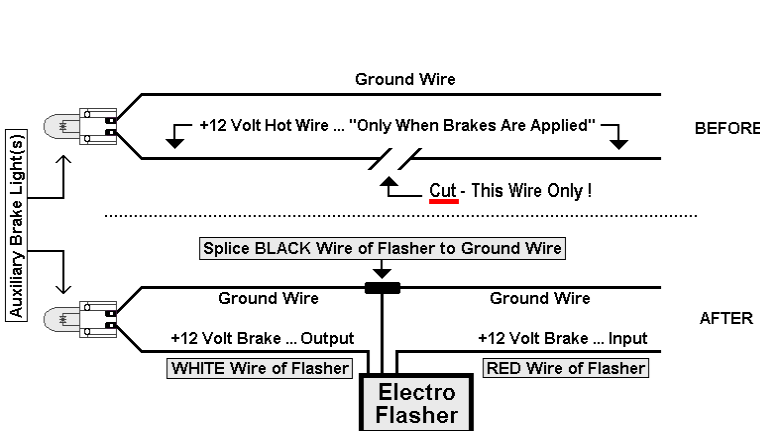 Ground Wire
+12 Volt Hot Wire ... "Only When Brakes Are Applied"
BEFORE
Cut - This Wire Only !
Auxiliary Brake Light(s)
Splice BLACK Wire of Flasher to Ground Wire
Ground Wire
Ground Wire
AFTER
+12 Volt Brake ... Output
+12 Volt Brake ... Input
WHITE Wire of Flasher
RED Wire of Flasher
Electro
Flasher